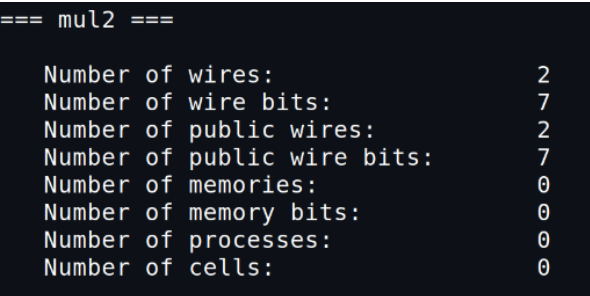 === mul2 ===
Number of wires: 2
Number of wire bits: 7
Number of public wires: 2
Number of public wire bits: 7
Number of memories: 0
Number of memory bits: 0
Number of processes: 0
Number of cells: 0